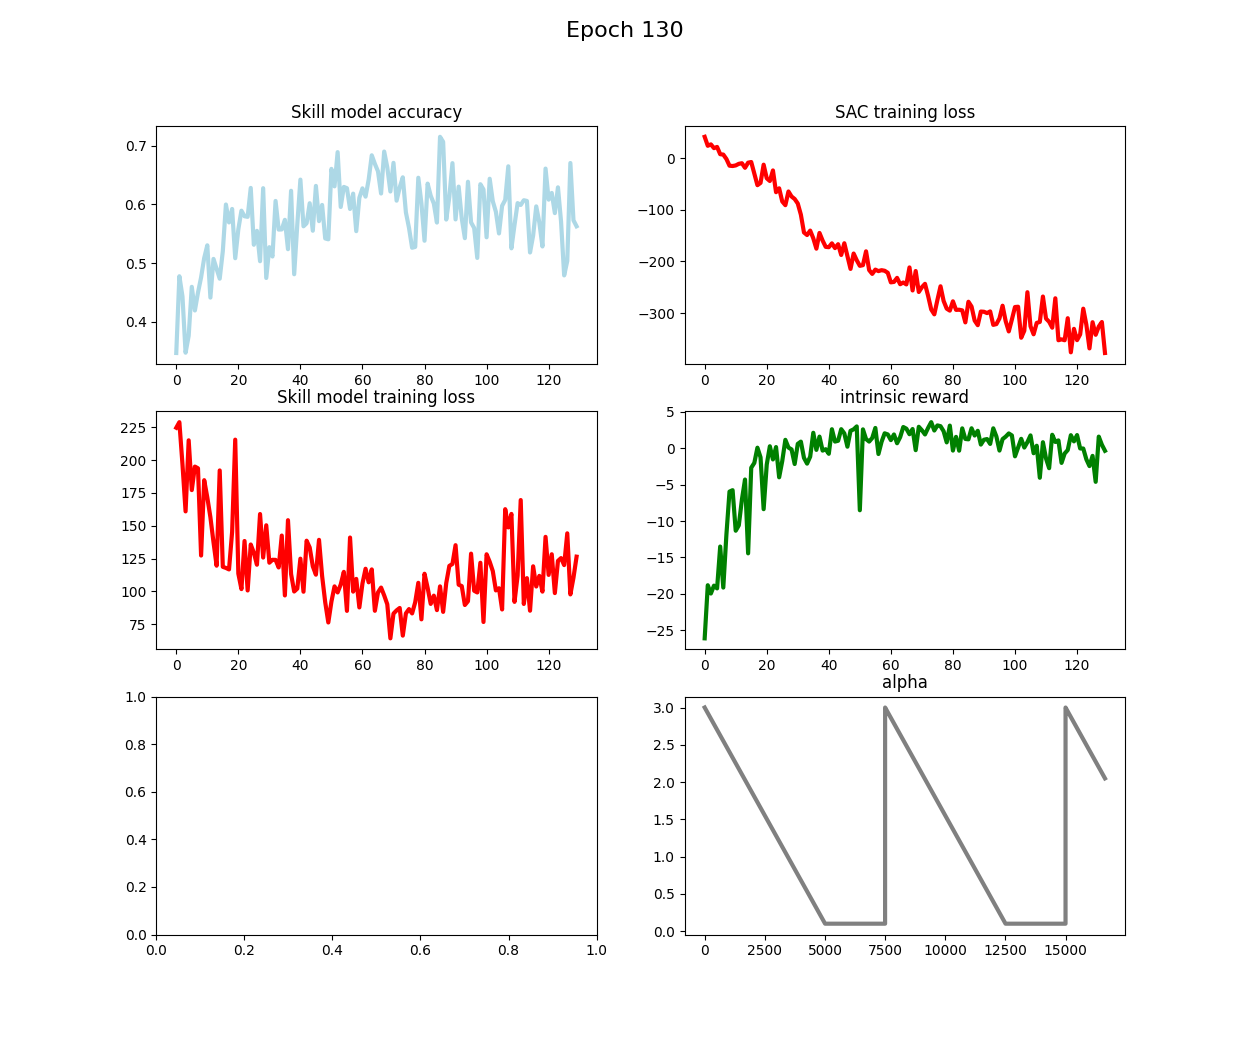 Epoch 130
Skill model accuracy
0.7
0.6
0.5
0.4
0 20 40 60 80 100 120
SAC training loss
0
−100
−200
−300
0 20 40 60 80 100 120
Skill model training loss
225
200
175
150
125
100
75
0 20 40 60 80 100 120
intrinsic reward
5
0
−5
−10
−15
−20
−25
0 20 40 60 80 100 120
1.0
0.8
0.6
0.4
0.2
0.0
0.0 0.2 0.4 0.6 0.8 1.0
alpha
3.0
2.5
2.0
1.5
1.0
0.5
0.0
0 2500 5000 7500 10000 12500 15000